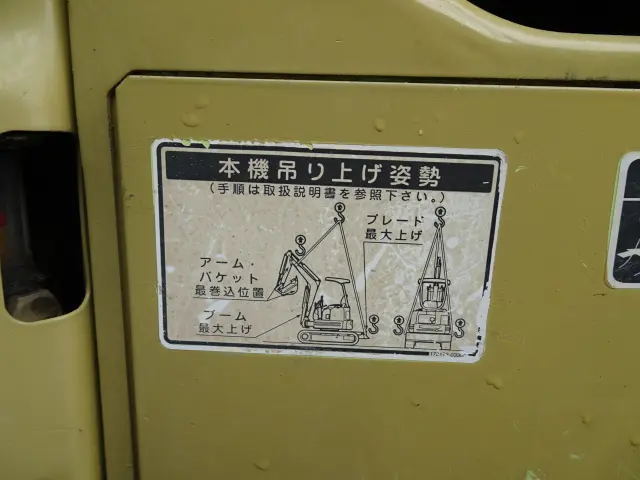 本機吊り上げ姿勢
(手順は取扱説明書を参照下さい。)
ブレード
最大上げ
アーム・
バケット
最巻込位置
ブーム
最大上げ